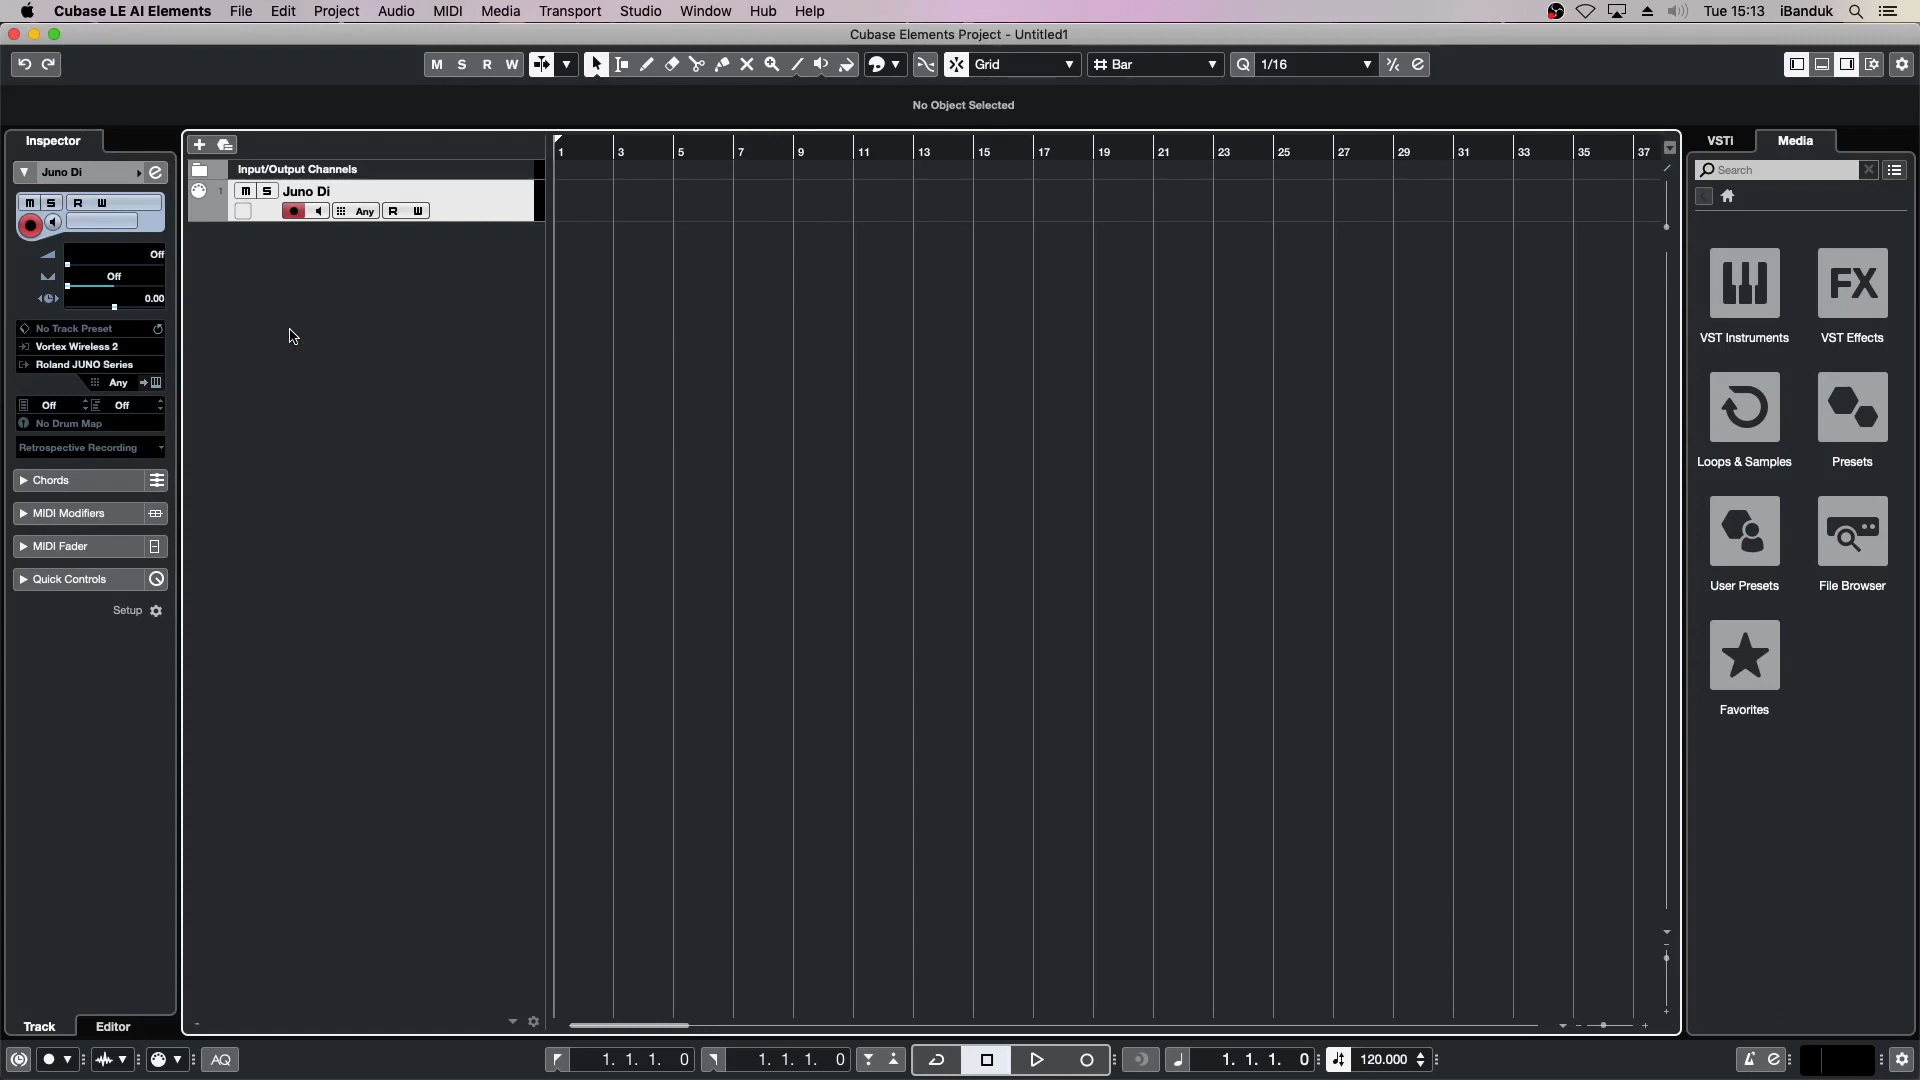 Cubase LE AI Elements File Edit Project Audio MIDI Media Transport Studio Window Hub Help Tue 15:13 iBanduk
Cubase Elements Project - Untitled1
M S R W Grid Bar 1/16
No Object Selected
Inspector
1 3 5 7 9 11 13 15 17 19 21 23 25 27 29 31 33 35 37
VSTi Media
Input/Output Channels
Search
Juno Di
1 M S Juno Di
M S R W
Any R W
Off
Off
0.00
No Track Preset
Vortex Wireless 2
Roland JUNO Series
Any
Off Off
No Drum Map
Retrospective Recording
Chords
MIDI Modifiers
MIDI Fader
Quick Controls
Setup
FX
VST Instruments VST Effects
Loops & Samples Presets
User Presets File Browser
Favorites
Track Editor
AQ 1. 1. 1. 0 1. 1. 1. 0 1. 1. 1. 0 120.000